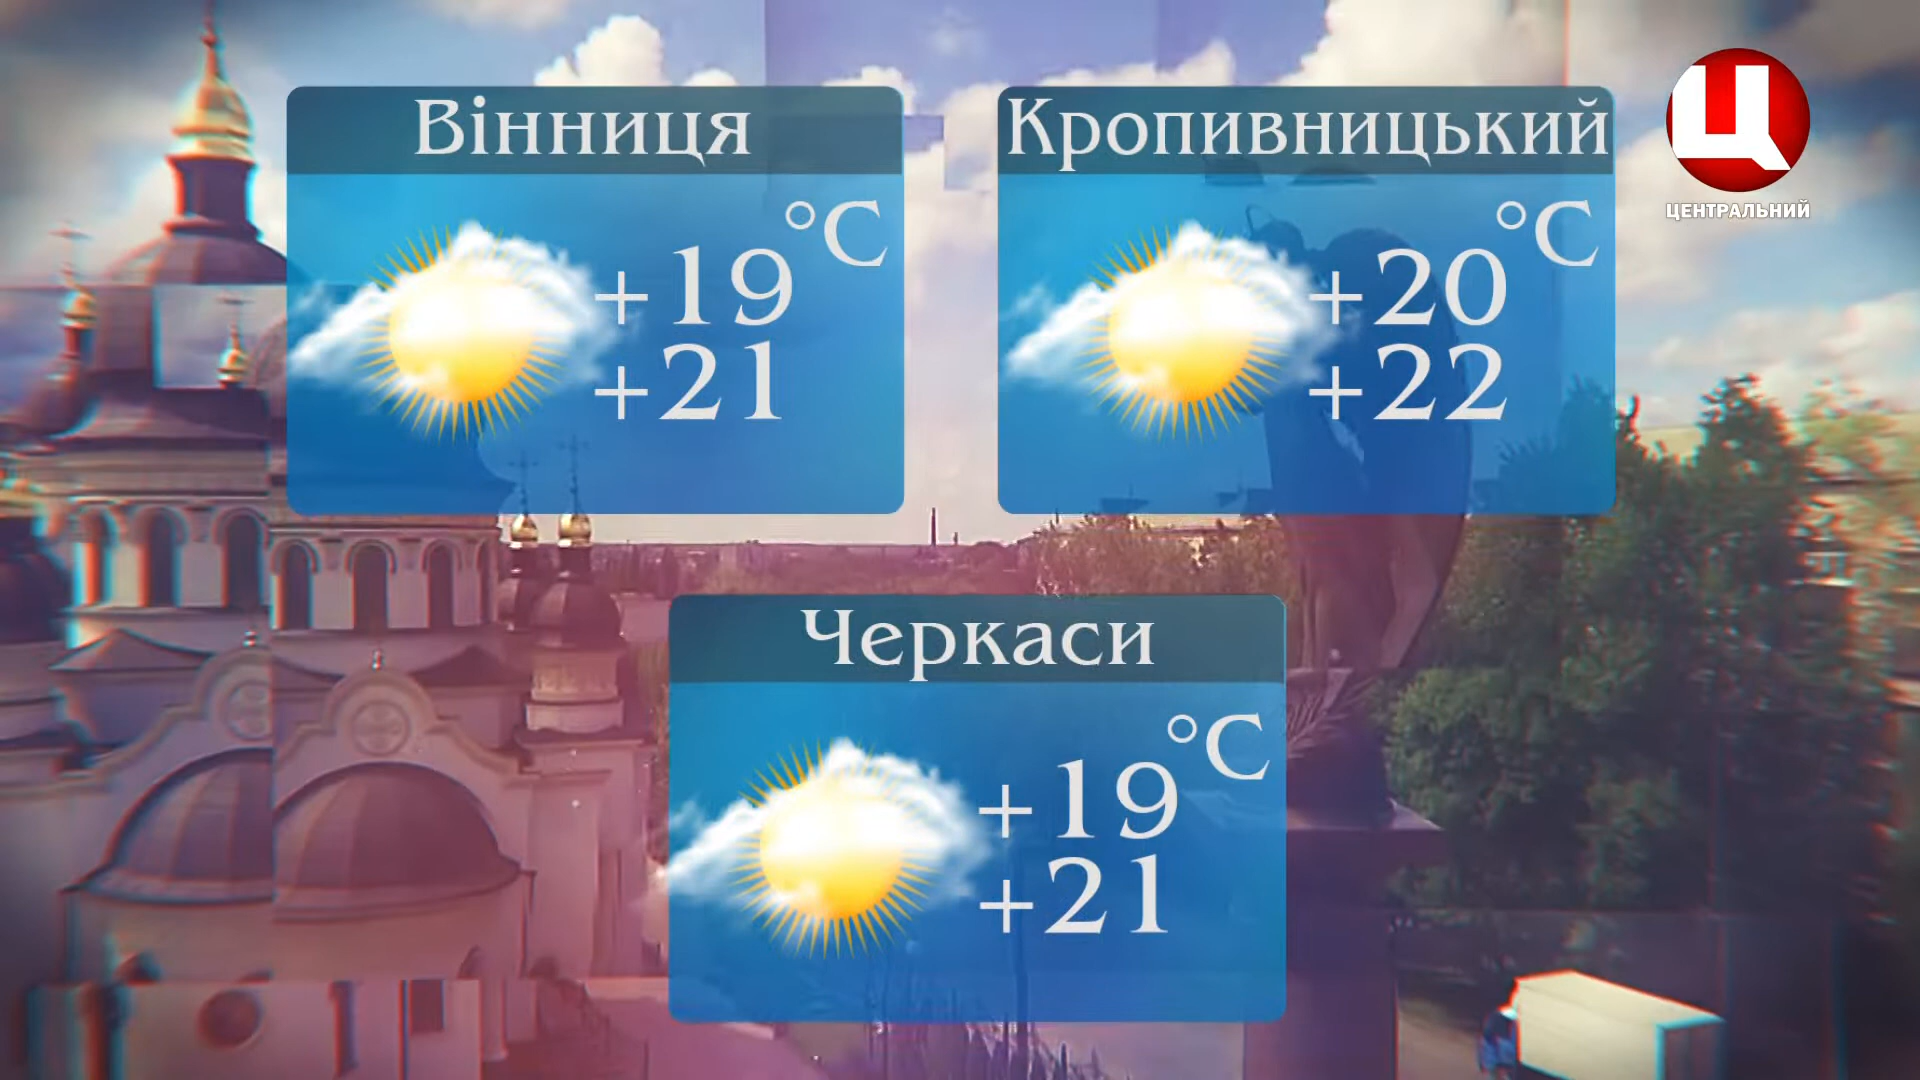 Вінниця
°C
+19
+21
Кропивницький
°C
+20
+22
Ц
ЦЕНТРАЛЬНИЙ
Черкаси
°C
+19
+21